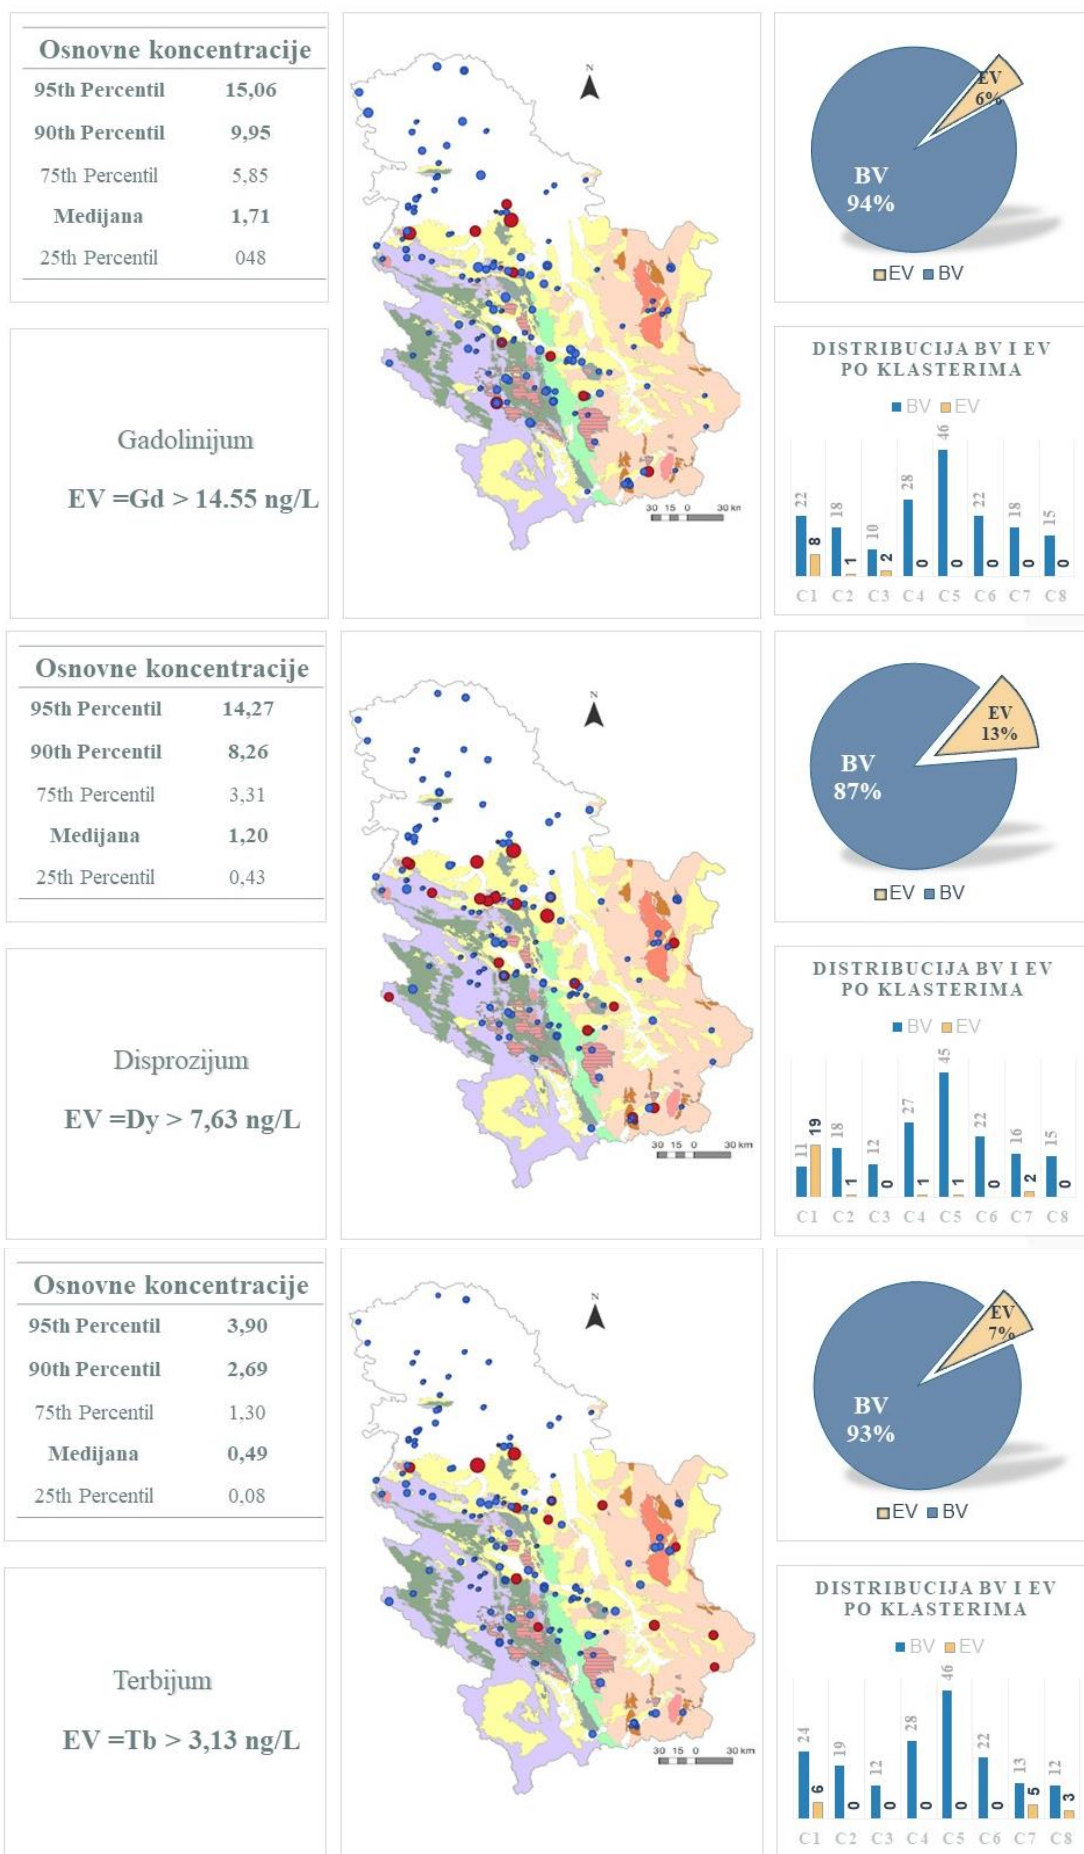 Osnovne koncentracije
95th Percentil 15,06
90th Percentil 9,95
75th Percentil 5,85
Medijana 1,71
25th Percentil 048
Gadolinijum
EV =Gd > 14.55 ng/L
N
30 15 0 30 kn
EV
6%
BV
94%
EV BV
DISTRIBUCIJA BV I EV
PO KLASTERIMA
BV EV
22 8 18 1 10 2 28 0 46 0 22 0 18 0 15 0
C1 C2 C3 C4 C5 C6 C7 C8
Osnovne koncentracije
95th Percentil 14,27
90th Percentil 8,26
75th Percentil 3,31
Medijana 1,20
25th Percentil 0,43
Disprozijum
EV =Dy > 7,63 ng/L
N
30 15 0 30 km
EV
13%
BV
87%
EV BV
DISTRIBUCIJA BV I EV
PO KLASTERIMA
BV EV
11 19 18 1 12 0 27 1 45 1 22 0 16 2 15 0
C1 C2 C3 C4 C5 C6 C7 C8
Osnovne koncentracije
95th Percentil 3,90
90th Percentil 2,69
75th Percentil 1,30
Medijana 0,49
25th Percentil 0,08
Terbijum
EV =Tb > 3,13 ng/L
N
30 15 0 30 km
EV
7%
BV
93%
EV BV
DISTRIBUCIJA BV I EV
PO KLASTERIMA
BV EV
24 6 19 0 12 0 28 0 46 0 22 0 13 5 12 3
C1 C2 C3 C4 C5 C6 C7 C8